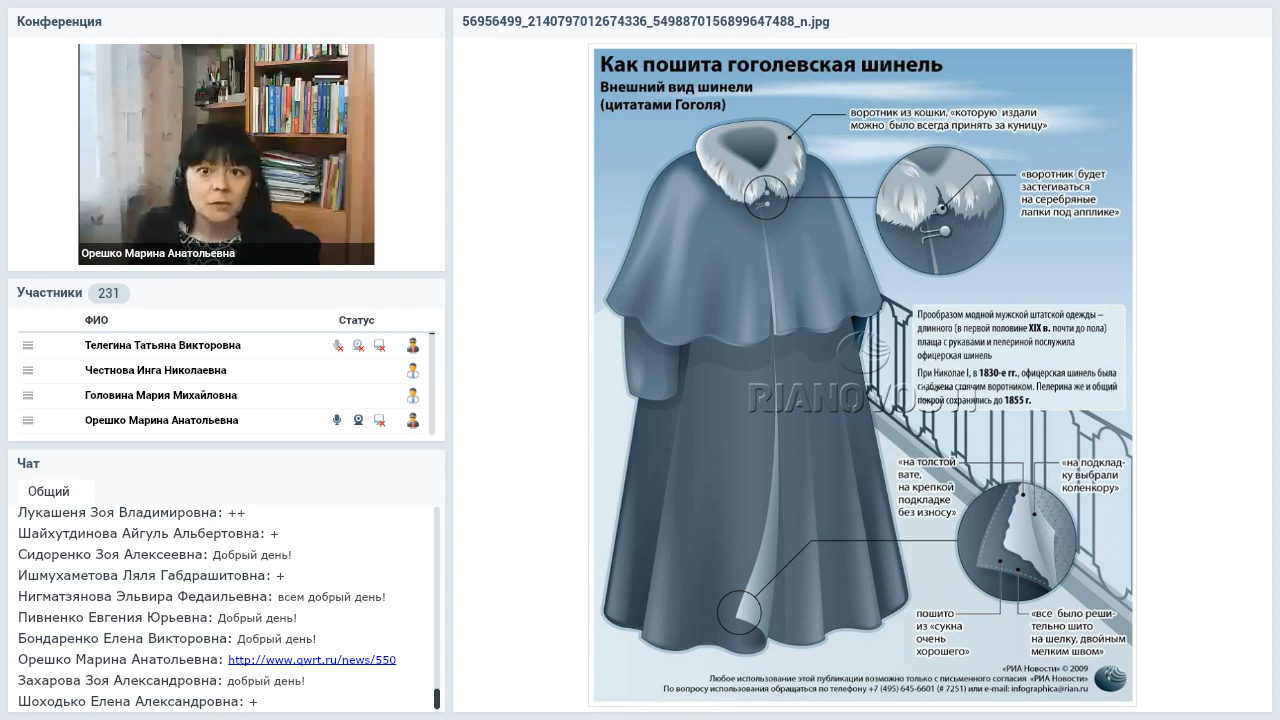 Конференция
Орешко Марина Анатольевна
Участники 231
ФИО Статус
Телегина Татьяна Викторовна
Честнова Инга Николаевна
Головина Мария Михайловна
Орешко Марина Анатольевна
Чат
Общий
Лукашеня Зоя Владимировна: ++
Шайхутдинова Айгуль Альбертовна: +
Сидоренко Зоя Алексеевна: Добрый день!
Ишмухаметова Ляля Габдрашитовна: +
Нигматзянова Эльвира Федаильевна: всем добрый день!
Пивненко Евгения Юрьевна: Добрый день!
Бондаренко Елена Викторовна: Добрый день!
Орешко Марина Анатольевна: http://www.qwrt.ru/news/550
Захарова Зоя Александровна: добрый день!
Шоходько Елена Александровна: +
56956499_2140797012674336_5498870156899647488_n.jpg
Как пошита гоголевская шинель
Внешний вид шинели
(цитатами Гоголя)
воротник из кошки, «которую издали
можно было всегда принять за куницу»
«воротник будет
застегиваться
на серебряные
лапки под апплике»
Прообразом модной мужской штатской одежды –
длинного (в первой половине XIX в. почти до пола)
плаща с рукавами и пелериной послужила
офицерская шинель
При Николае I, в 1830-е гг., офицерская шинель была
снабжена стоячим воротником. Пелерина же и общий
покрой сохранялись до 1855 г.
RIANOVOSTI
«на толстой
вате,
на крепкой
подкладке
без износу»
«на подклад-
ку выбрали
коленкору»
пошито
из «сукна
очень
хорошего»
«все было реши-
тельно шито
на шелку, двойным
мелким швом»
«РИА Новости» © 2009
Любое использование этой публикации возможно только с письменного согласия «РИА Новости»
По вопросу использования обращаться по телефону +7 (495) 645-6601 (# 7251) или e-mail: infographica@rian.ru